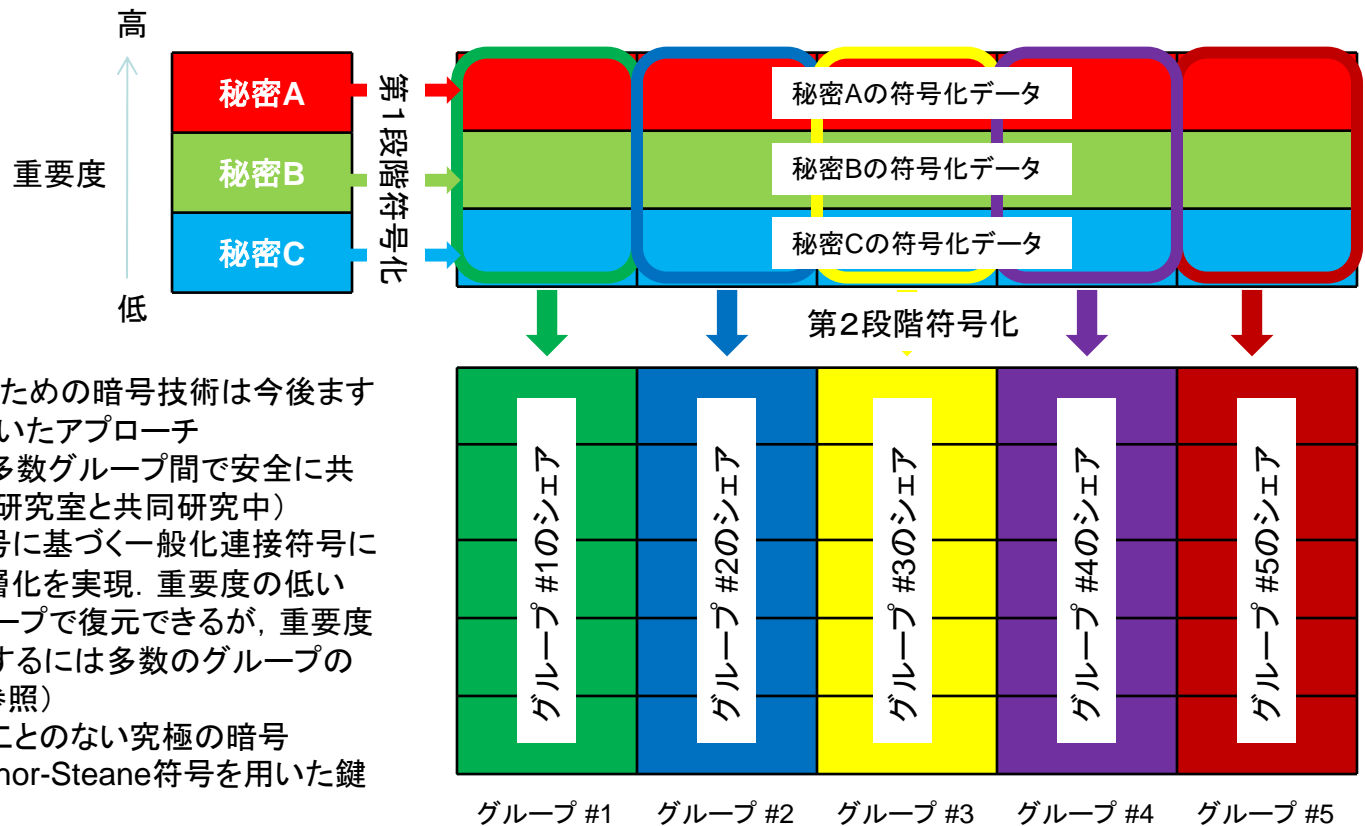 高
重要度
低
秘密A
秘密B
秘密C
第1段階符号化
秘密Aの符号化データ
秘密Bの符号化データ
秘密Cの符号化データ
第2段階符号化
ための暗号技術は今後ます
いたアプローチ
多数グループ間で安全に共
研究室と共同研究中）
号に基づく一般化連接符号に
層化を実現．重要度の低い
ープで復元できるが，重要度
するには多数のグループの
参照）
ことのない究極の暗号
nor-Steane符号を用いた鍵
グループ #1のシェア
グループ #2のシェア
グループ #3のシェア
グループ #4のシェア
グループ #5のシェア
グループ #1
グループ #2
グループ #3
グループ #4
グループ #5